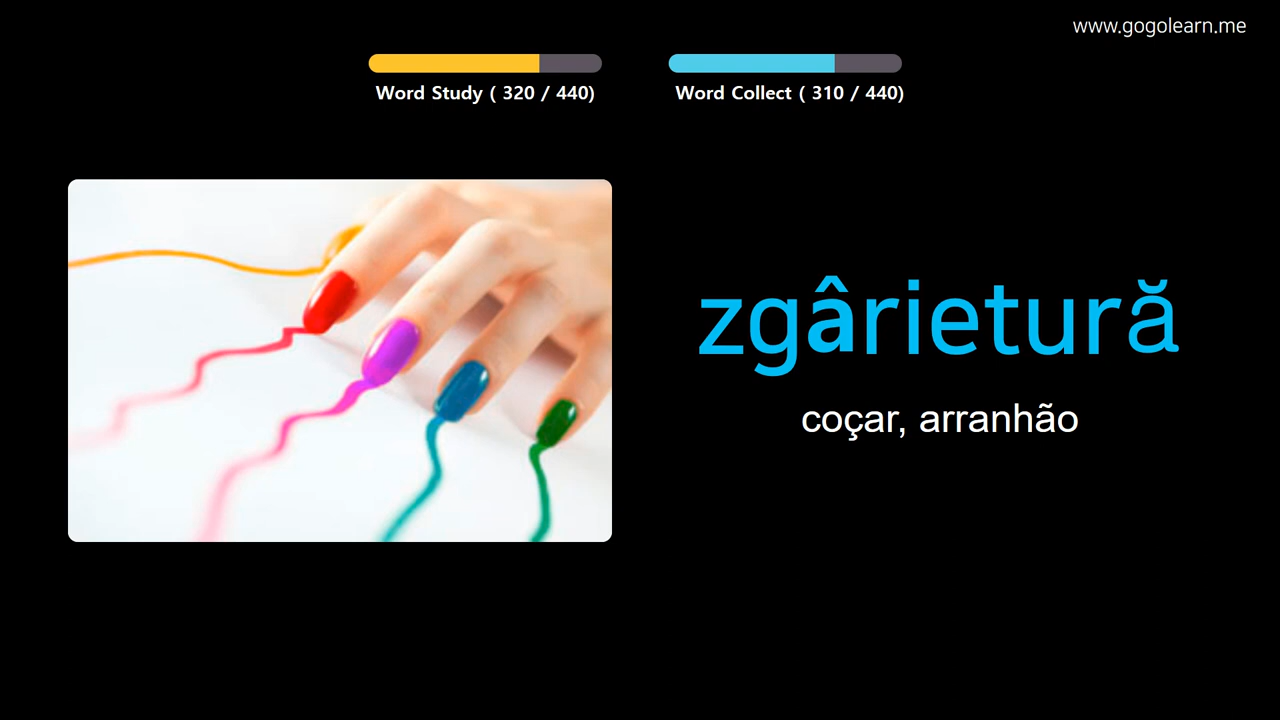 www.gogolearn.me
Word Study ( 320 / 440)
Word Collect ( 310 / 440)
zgârietură
coçar, arranhão